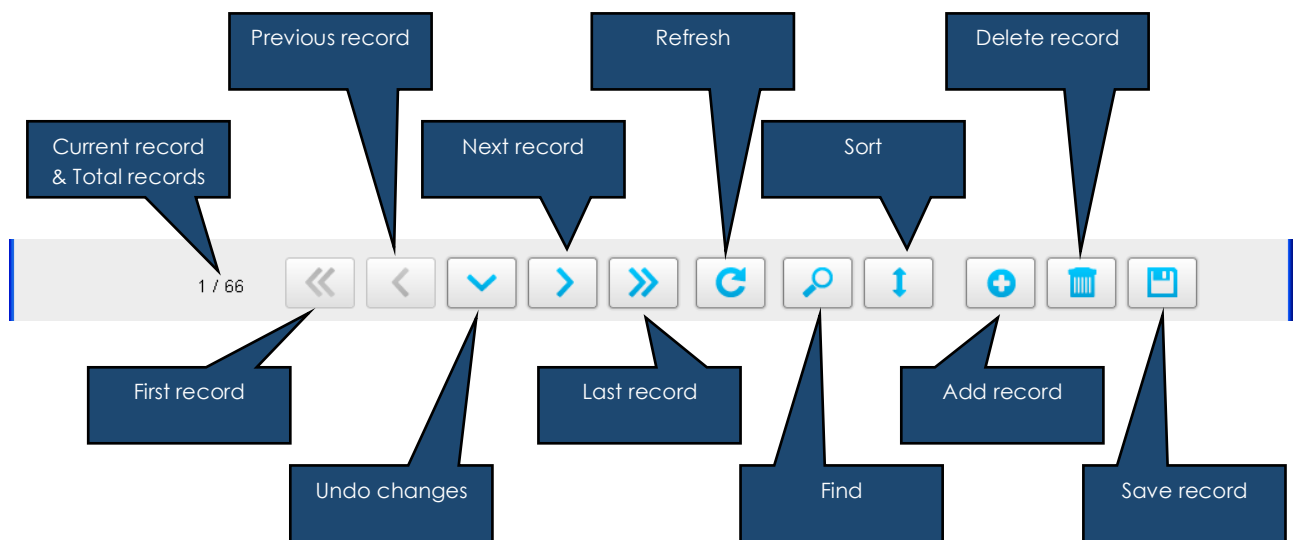 Previous record
Refresh
Delete record
Current record
& Total records
Next record
Sort
1 / 66
First record
Last record
Add record
Undo changes
Find
Save record